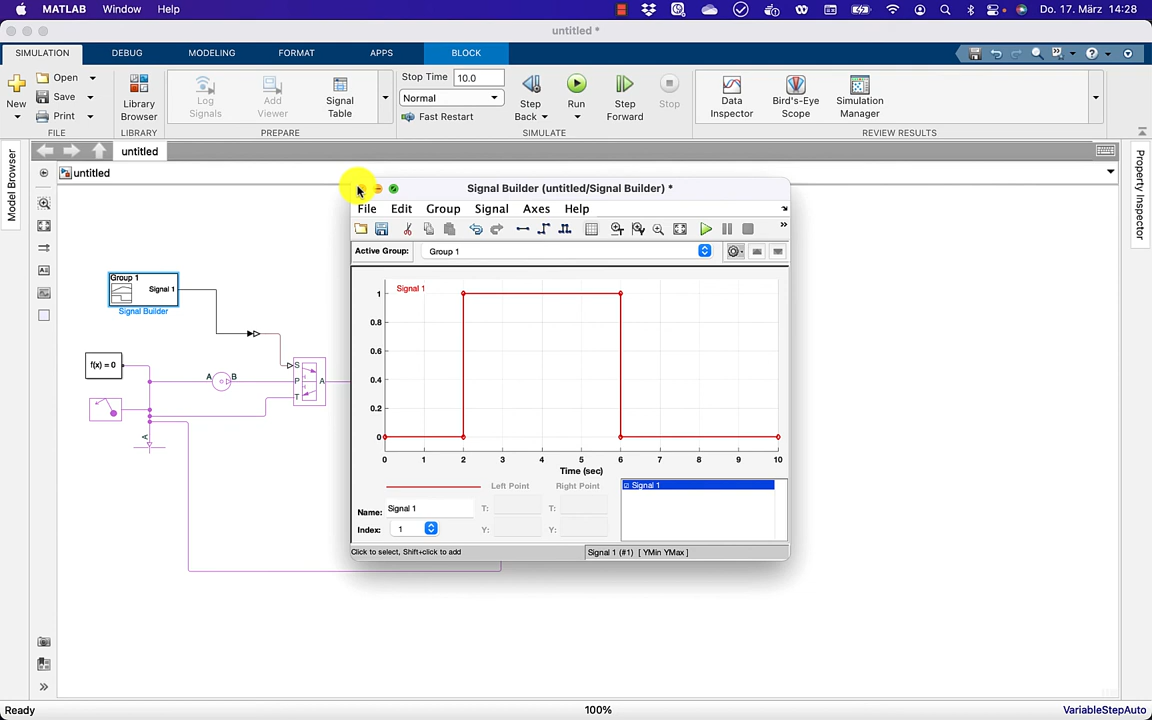 MATLAB Window Help Do. 17. März 14:28
untitled *
SIMULATION DEBUG MODELING FORMAT APPS BLOCK
New
Open
Save
Print
FILE
Library Browser
LIBRARY
Log Signals
Add Viewer
Signal Table
PREPARE
Stop Time 10.0
Normal
Fast Restart
Step Back
Run
Step Forward
Stop
SIMULATE
Data Inspector
Bird's-Eye Scope
Simulation Manager
REVIEW RESULTS
untitled
untitled
Model Browser
Property Inspector
Group 1
Signal 1
Signal Builder
f(x) = 0
A B
A
S
P
T
A
Signal Builder (untitled/Signal Builder) *
File Edit Group Signal Axes Help
Active Group: Group 1
Signal 1
1
0.8
0.6
0.4
0.2
0
0 1 2 3 4 5 6 7 8 9 10
Time (sec)
Left Point Right Point
Name: Signal 1 T: T:
Index: 1 Y: Y:
Signal 1
Click to select, Shift+click to add
Signal 1 (#1) [ YMin YMax ]
Ready 100% VariableStepAuto